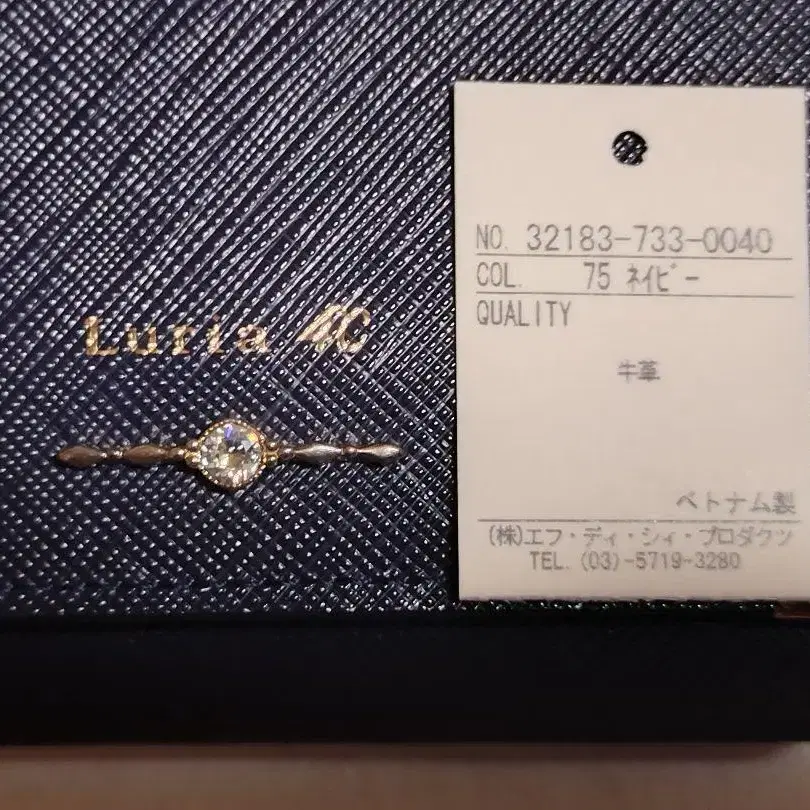 Luria 4℃
NO. 32183-733-0040
COL. 75 ﾈｲﾋﾞｰ
QUALITY
牛革
ベトナム製
(株)エフ・ディ・シィ・プロダクツ
TEL. (03)-5719-3280